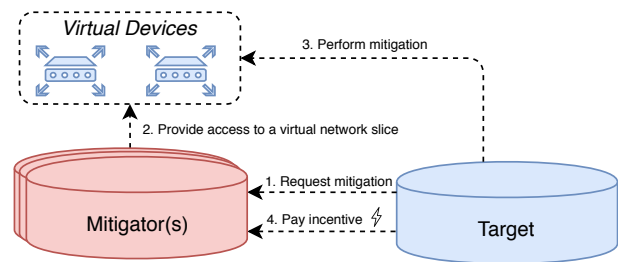 Virtual Devices
3. Perform mitigation
2. Provide access to a virtual network slice
1. Request mitigation
Mitigator(s)
4. Pay incentive
Target